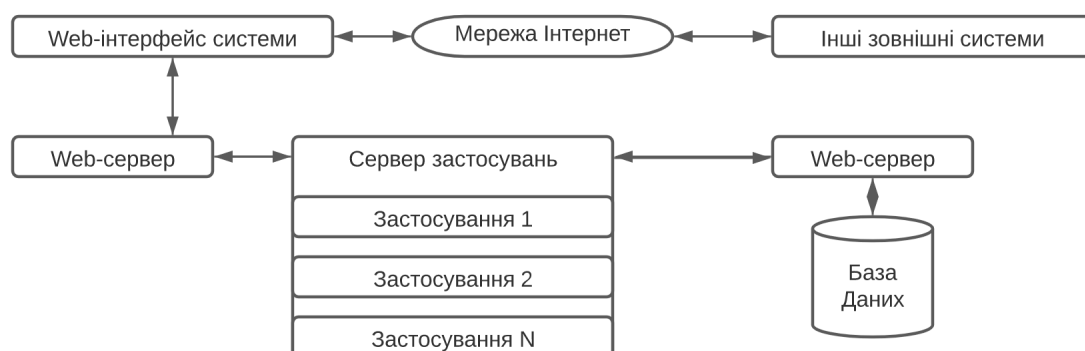 Web-інтерфейс системи
Мережа Інтернет
Інші зовнішні системи
Web-сервер
Сервер застосувань
Web-сервер
Застосування 1
Застосування 2
Застосування N
База
Даних